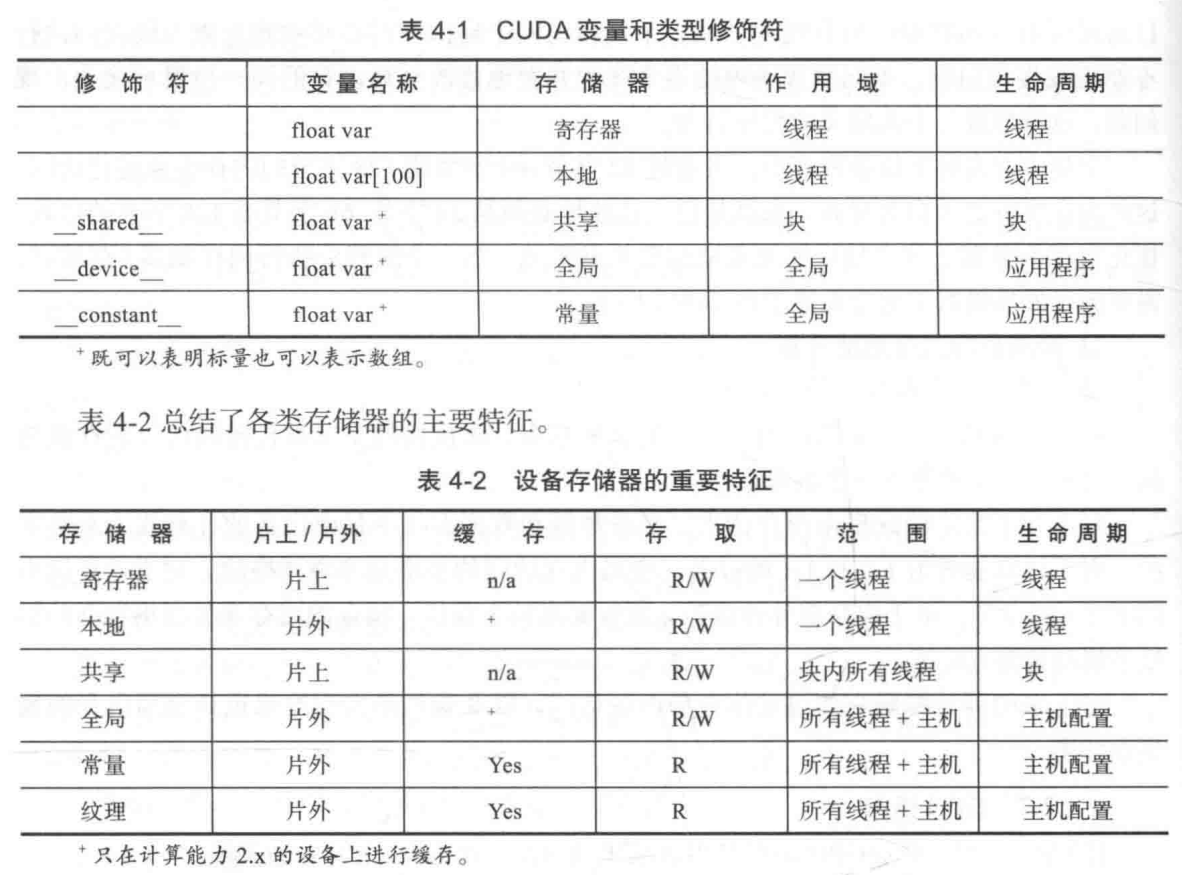 表 4-1 CUDA 变量和类型修饰符
修饰符 变量名称 存储器 作用域 生命周期
float var 寄存器 线程 线程
float var[100] 本地 线程 线程
__shared__ float var + 共享 块 块
__device__ float var + 全局 全局 应用程序
__constant__ float var + 常量 全局 应用程序
+ 既可以表明标量也可以表示数组。
表 4-2 总结了各类存储器的主要特征。
表 4-2 设备存储器的重要特征
存储器 片上/片外 缓存 存取 范围 生命周期
寄存器 片上 n/a R/W 一个线程 线程
本地 片外 + R/W 一个线程 线程
共享 片上 n/a R/W 块内所有线程 块
全局 片外 + R/W 所有线程 + 主机 主机配置
常量 片外 Yes R 所有线程 + 主机 主机配置
纹理 片外 Yes R 所有线程 + 主机 主机配置
+ 只在计算能力 2.x 的设备上进行缓存。